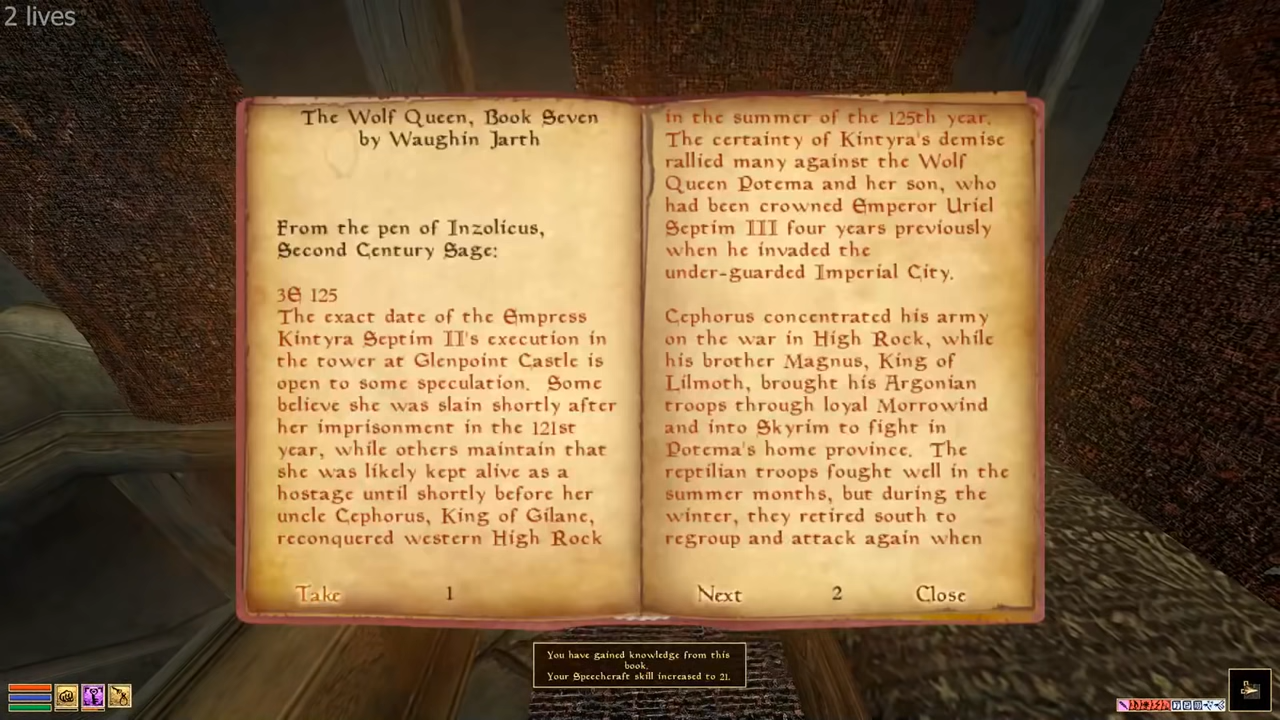 2 lives
The Wolf Queen, Book Seven
by Waughin Jarth
From the pen of Inzolicus,
Second Century Sage:
3E 125
The exact date of the Empress
Kintyra Septim II's execution in
the tower at Glenpoint Castle is
open to some speculation. Some
believe she was slain shortly after
her imprisonment in the 121st
year, while others maintain that
she was likely kept alive as a
hostage until shortly before her
uncle Cephorus, King of Gilane,
reconquered western High Rock
in the summer of the 125th year.
The certainty of Kintyra's demise
rallied many against the Wolf
Queen Potema and her son, who
had been crowned Emperor Uriel
Septim III four years previously
when he invaded the
under-guarded Imperial City.
Cephorus concentrated his army
on the war in High Rock, while
his brother Magnus, King of
Lilmoth, brought his Argonian
troops through loyal Morrowind
and into Skyrim to fight in
Potema's home province. The
reptilian troops fought well in the
summer months, but during the
winter, they retired south to
regroup and attack again when
Take 1 Next 2 Close
You have gained knowledge from this
book.
Your Speechcraft skill increased to 21.